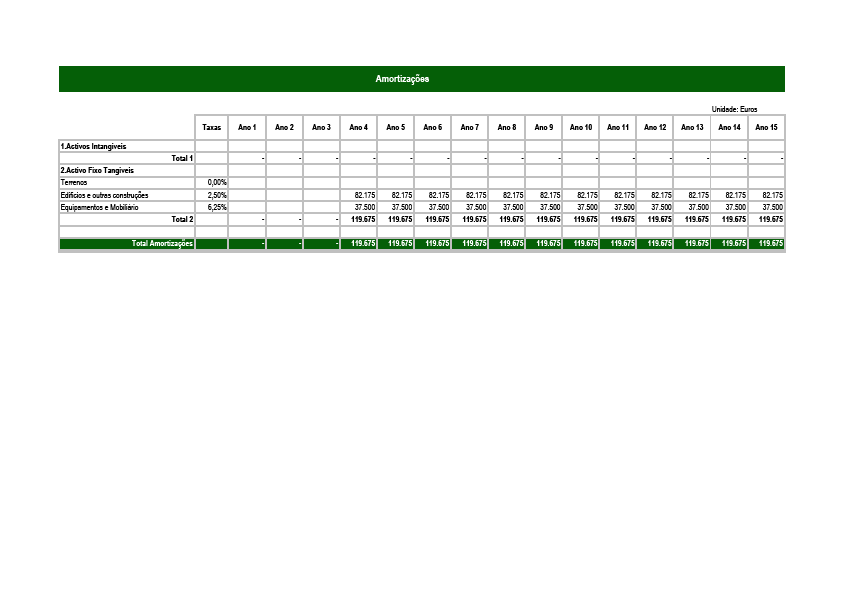 Amortizações
Unidade: Euros
Taxas Ano 1 Ano 2 Ano 3 Ano 4 Ano 5 Ano 6 Ano 7 Ano 8 Ano 9 Ano 10 Ano 11 Ano 12 Ano 13 Ano 14 Ano 15
1.Activos Intangíveis
Total 1 - - - - - - - - - - - - - - -
2.Activo Fixo Tangíveis
Terrenos 0,00%
Edificios e outras construções 2,50% 82.175 82.175 82.175 82.175 82.175 82.175 82.175 82.175 82.175 82.175 82.175 82.175
Equipamentos e Mobiliário 6,25% 37.500 37.500 37.500 37.500 37.500 37.500 37.500 37.500 37.500 37.500 37.500 37.500
Total 2 - - - 119.675 119.675 119.675 119.675 119.675 119.675 119.675 119.675 119.675 119.675 119.675 119.675
Total Amortizações - - - 119.675 119.675 119.675 119.675 119.675 119.675 119.675 119.675 119.675 119.675 119.675 119.675